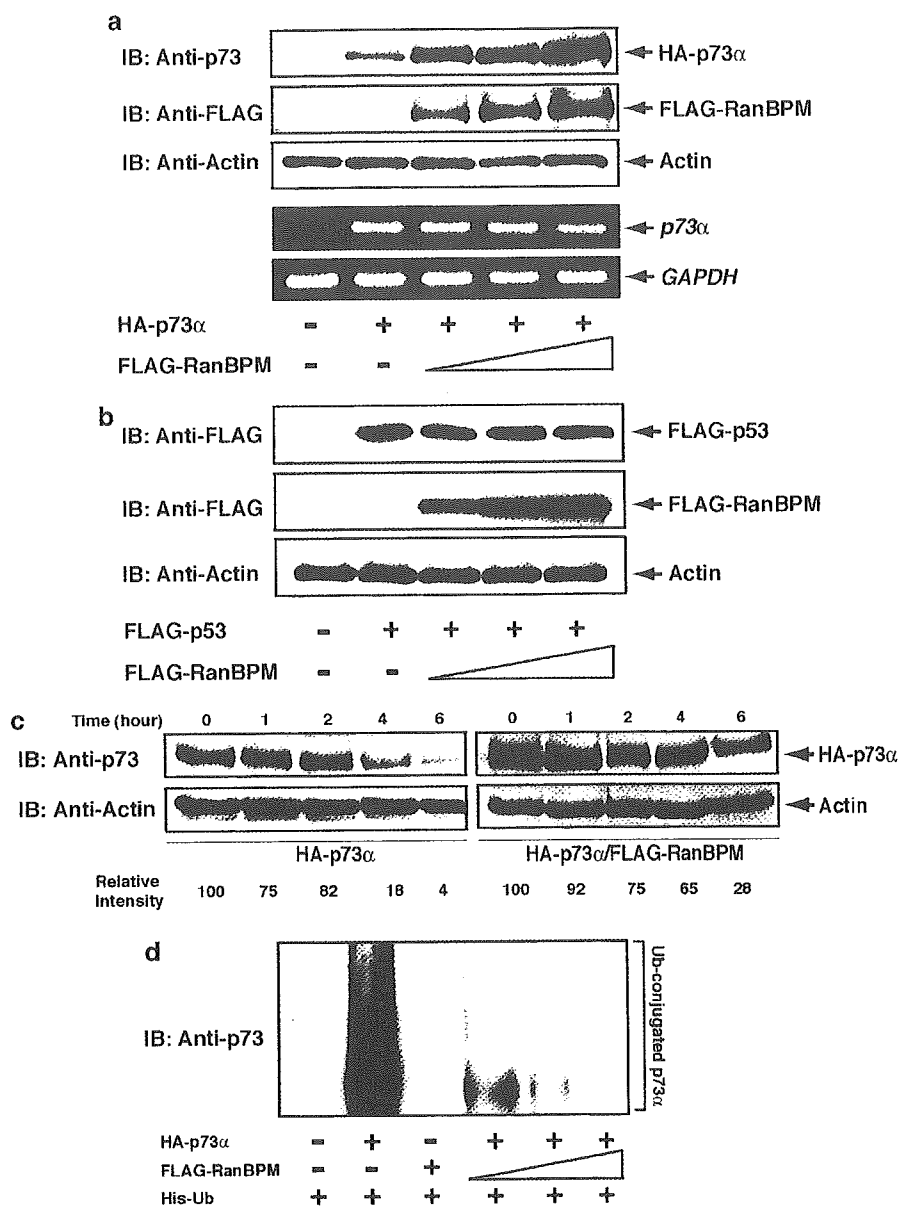 a
IB: Anti-p73
HA-p73α
IB: Anti-FLAG
FLAG-RanBPM
IB: Anti-Actin
Actin
p73α
GAPDH
HA-p73α - + + + +
FLAG-RanBPM - -
b
IB: Anti-FLAG
FLAG-p53
IB: Anti-FLAG
FLAG-RanBPM
IB: Anti-Actin
Actin
FLAG-p53 - + + + +
FLAG-RanBPM - -
c
Time (hour) 0 1 2 4 6 0 1 2 4 6
IB: Anti-p73
HA-p73α
IB: Anti-Actin
Actin
HA-p73α HA-p73α/FLAG-RanBPM
Relative
Intensity 100 75 82 18 4 100 92 75 65 28
d
IB: Anti-p73
Ub-conjugated p73α
HA-p73α - + - + + +
FLAG-RanBPM - - +
His-Ub + + + + + +